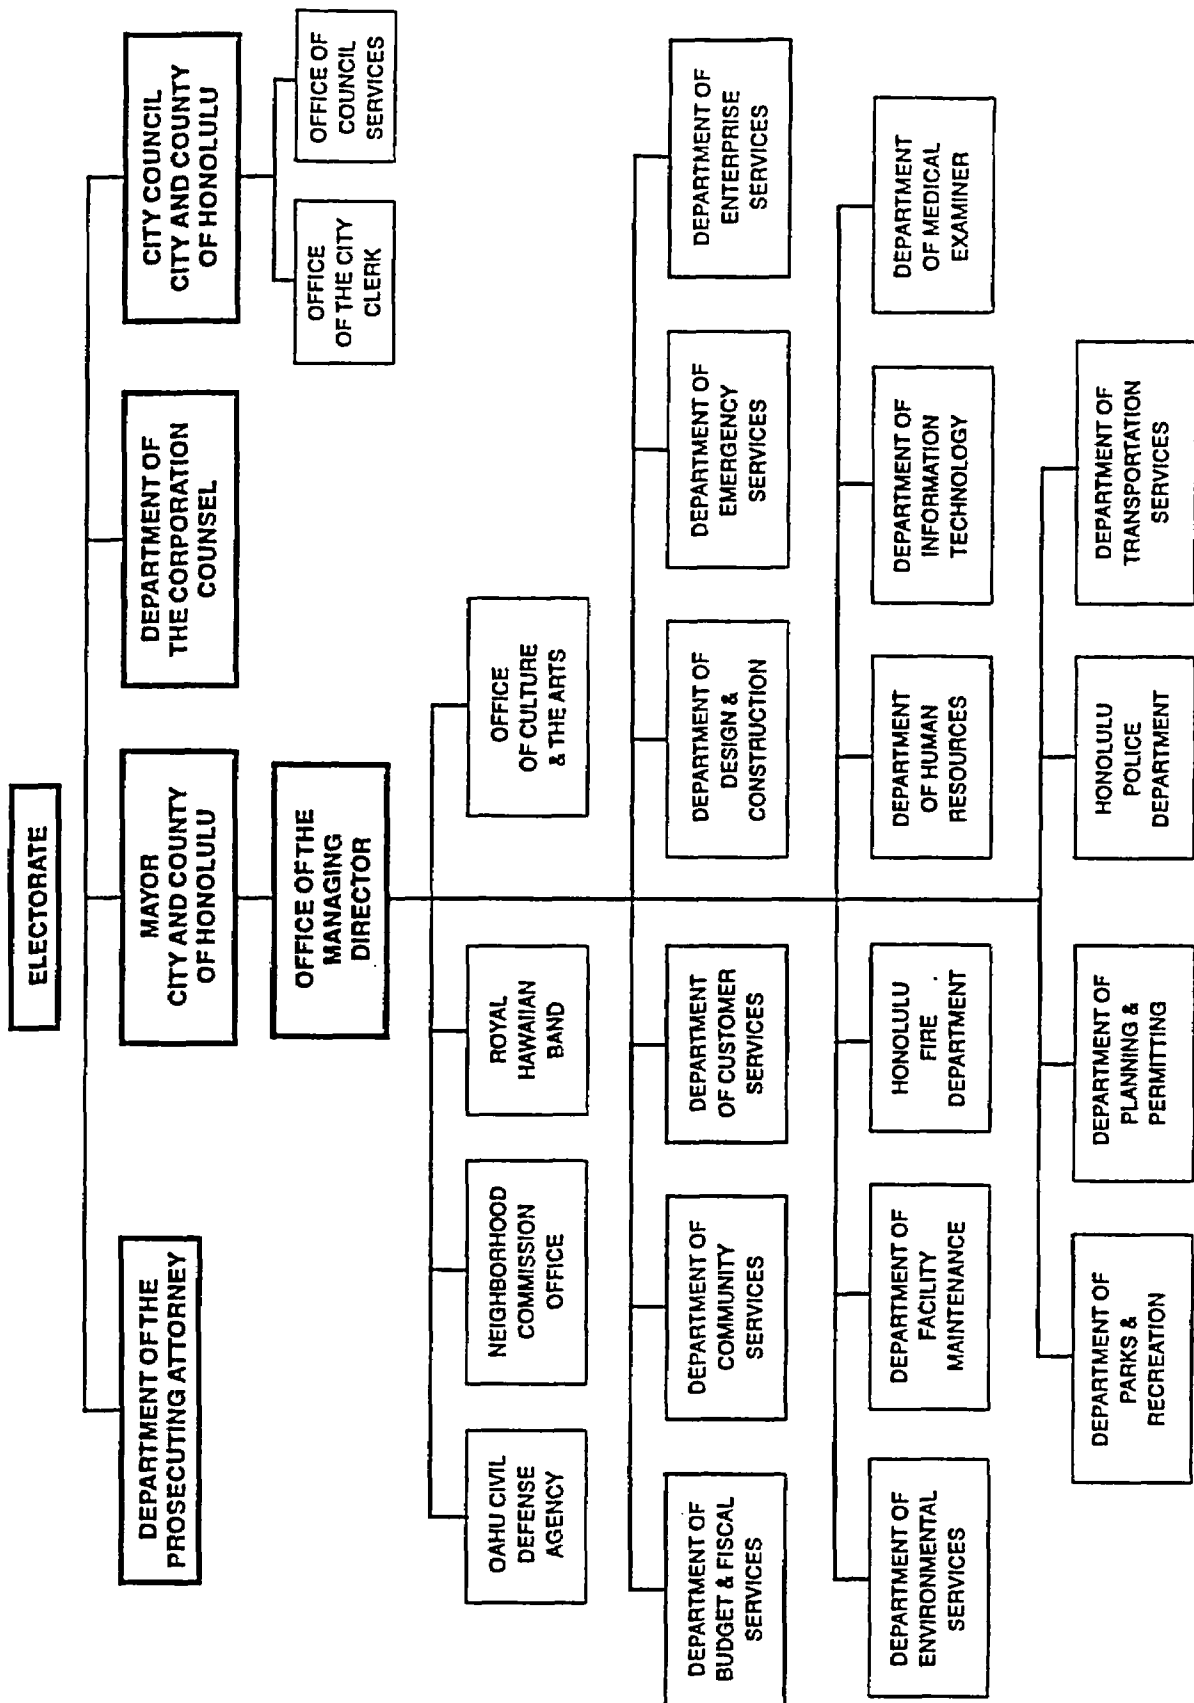 ELECTORATE
DEPARTMENT OF THE
PROSECUTING ATTORNEY
MAYOR
CITY AND COUNTY
OF HONOLULU
DEPARTMENT OF
THE CORPORATION
COUNSEL
CITY COUNCIL
CITY AND COUNTY
OF HONOLULU
OFFICE OF THE
MANAGING
DIRECTOR
OFFICE
OF THE CITY
CLERK
OFFICE OF
COUNCIL
SERVICES
OAHU CIVIL
DEFENSE
AGENCY
NEIGHBORHOOD
COMMISSION
OFFICE
ROYAL
HAWAIIAN
BAND
OFFICE
OF CULTURE
& THE ARTS
DEPARTMENT OF
BUDGET & FISCAL
SERVICES
DEPARTMENT OF
COMMUNITY
SERVICES
DEPARTMENT
OF CUSTOMER
SERVICES
DEPARTMENT OF
DESIGN &
CONSTRUCTION
DEPARTMENT OF
EMERGENCY
SERVICES
DEPARTMENT OF
ENTERPRISE
SERVICES
DEPARTMENT OF
ENVIRONMENTAL
SERVICES
DEPARTMENT OF
FACILITY
MAINTENANCE
HONOLULU
FIRE
DEPARTMENT
DEPARTMENT
OF HUMAN
RESOURCES
DEPARTMENT OF
INFORMATION
TECHNOLOGY
DEPARTMENT
OF MEDICAL
EXAMINER
DEPARTMENT OF
PARKS &
RECREATION
DEPARTMENT OF
PLANNING &
PERMITTING
HONOLULU
POLICE
DEPARTMENT
DEPARTMENT OF
TRANSPORTATION
SERVICES